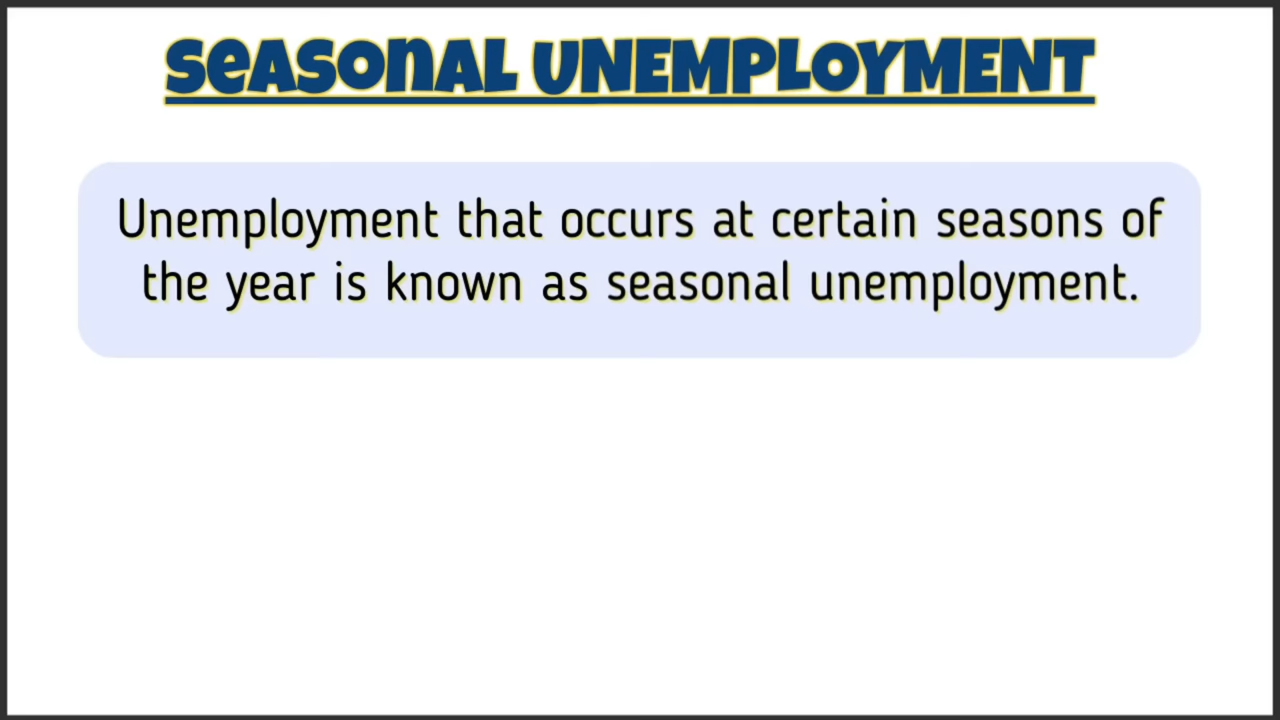 SEASONAL UNEMPLOYMENT
Unemployment that occurs at certain seasons of
the year is known as seasonal unemployment.